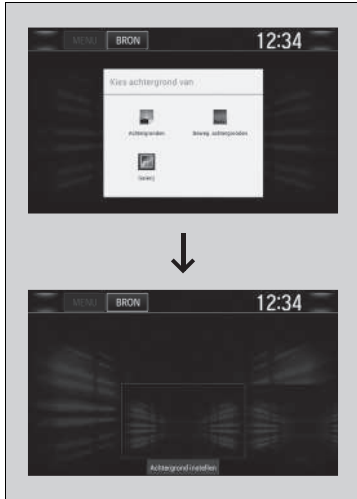 MENU BRON 12:34
Kies achtergrond van
Achtergronden Beweg. achtergronden
Galerij
MENU BRON 12:34
Achtergrond instellen